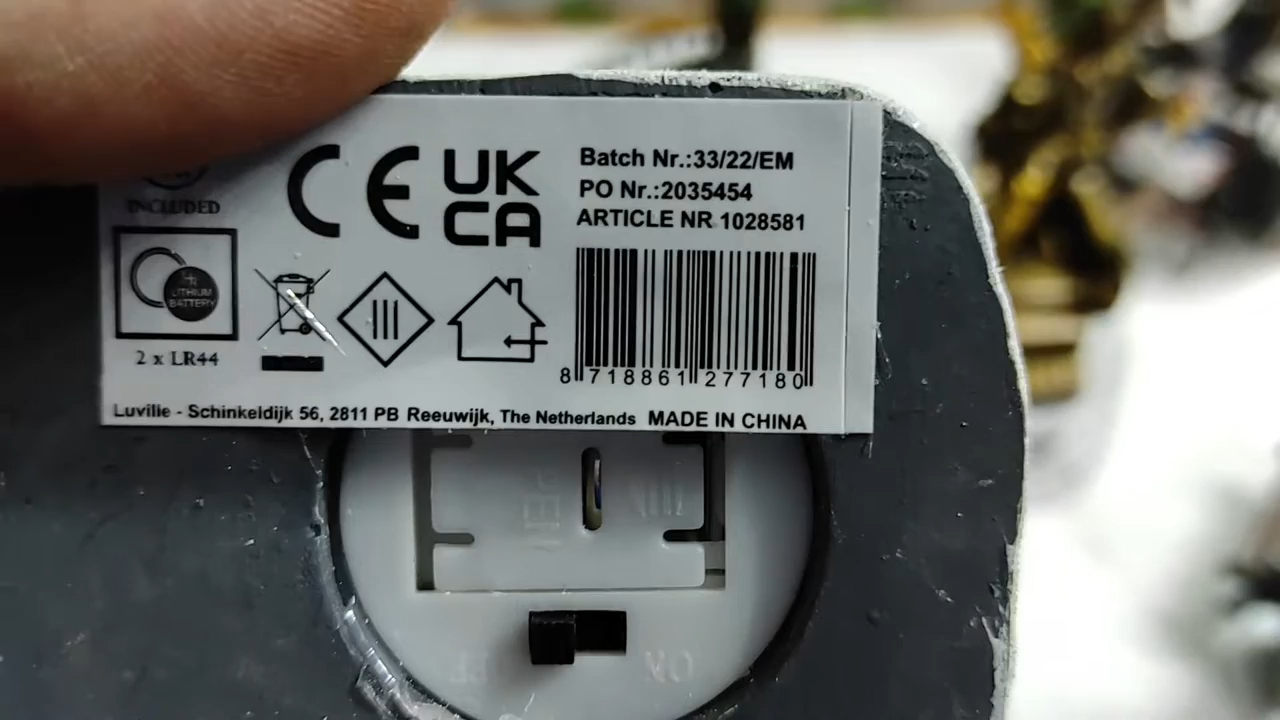 INCLUDED
CE
UK
CA
Batch Nr.:33/22/EM
PO Nr.:2035454
ARTICLE NR 1028581
LITHIUM
BATTERY
2 x LR44
8 718861 277180
Luville - Schinkeldijk 56, 2811 PB Reeuwijk, The Netherlands MADE IN CHINA